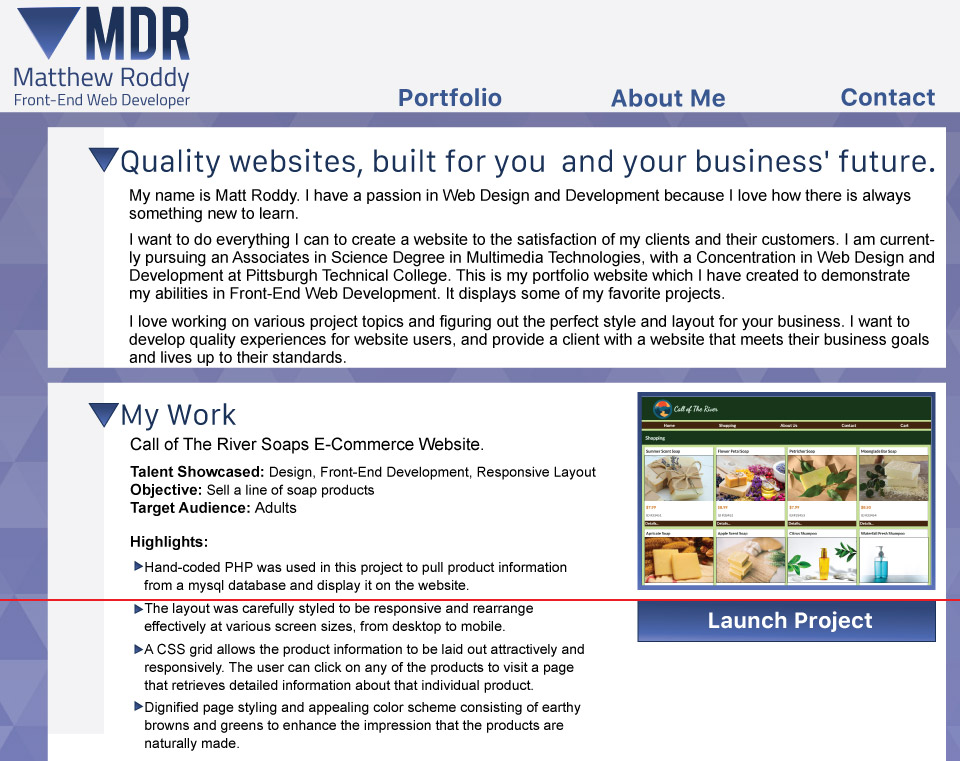 MDR
Matthew Roddy
Front-End Web Developer
Portfolio
About Me
Contact
Quality websites, built for you and your business' future.
My name is Matt Roddy. I have a passion in Web Design and Development because I love how there is always
something new to learn.
I want to do everything I can to create a website to the satisfaction of my clients and their customers. I am current-
ly pursuing an Associates in Science Degree in Multimedia Technologies, with a Concentration in Web Design and
Development at Pittsburgh Technical College. This is my portfolio website which I have created to demonstrate
my abilities in Front-End Web Development. It displays some of my favorite projects.
I love working on various project topics and figuring out the perfect style and layout for your business. I want to
develop quality experiences for website users, and provide a client with a website that meets their business goals
and lives up to their standards.
My Work
Call of The River Soaps E-Commerce Website.
Talent Showcased: Design, Front-End Development, Responsive Layout
Objective: Sell a line of soap products
Target Audience: Adults
Highlights:
Hand-coded PHP was used in this project to pull product information
from a mysql database and display it on the website.
The layout was carefully styled to be responsive and rearrange
effectively at various screen sizes, from desktop to mobile.
A CSS grid allows the product information to be laid out attractively and
responsively. The user can click on any of the products to visit a page
that retrieves detailed information about that individual product.
Dignified page styling and appealing color scheme consisting of earthy
browns and greens to enhance the impression that the products are
naturally made.
Call of The River
Home Shopping About Us Contact Cart
Shopping
Summer Scent Soap Flower Petal Soap Petrichor Soap Moonglade Bar Soap
$7.99 $8.99 $7.99 $8.65
Details... Details... Details... Details...
Apricate Soap Apple Scent Soap Citrus Shampoo Waterfall Fresh Shampoo
Launch Project